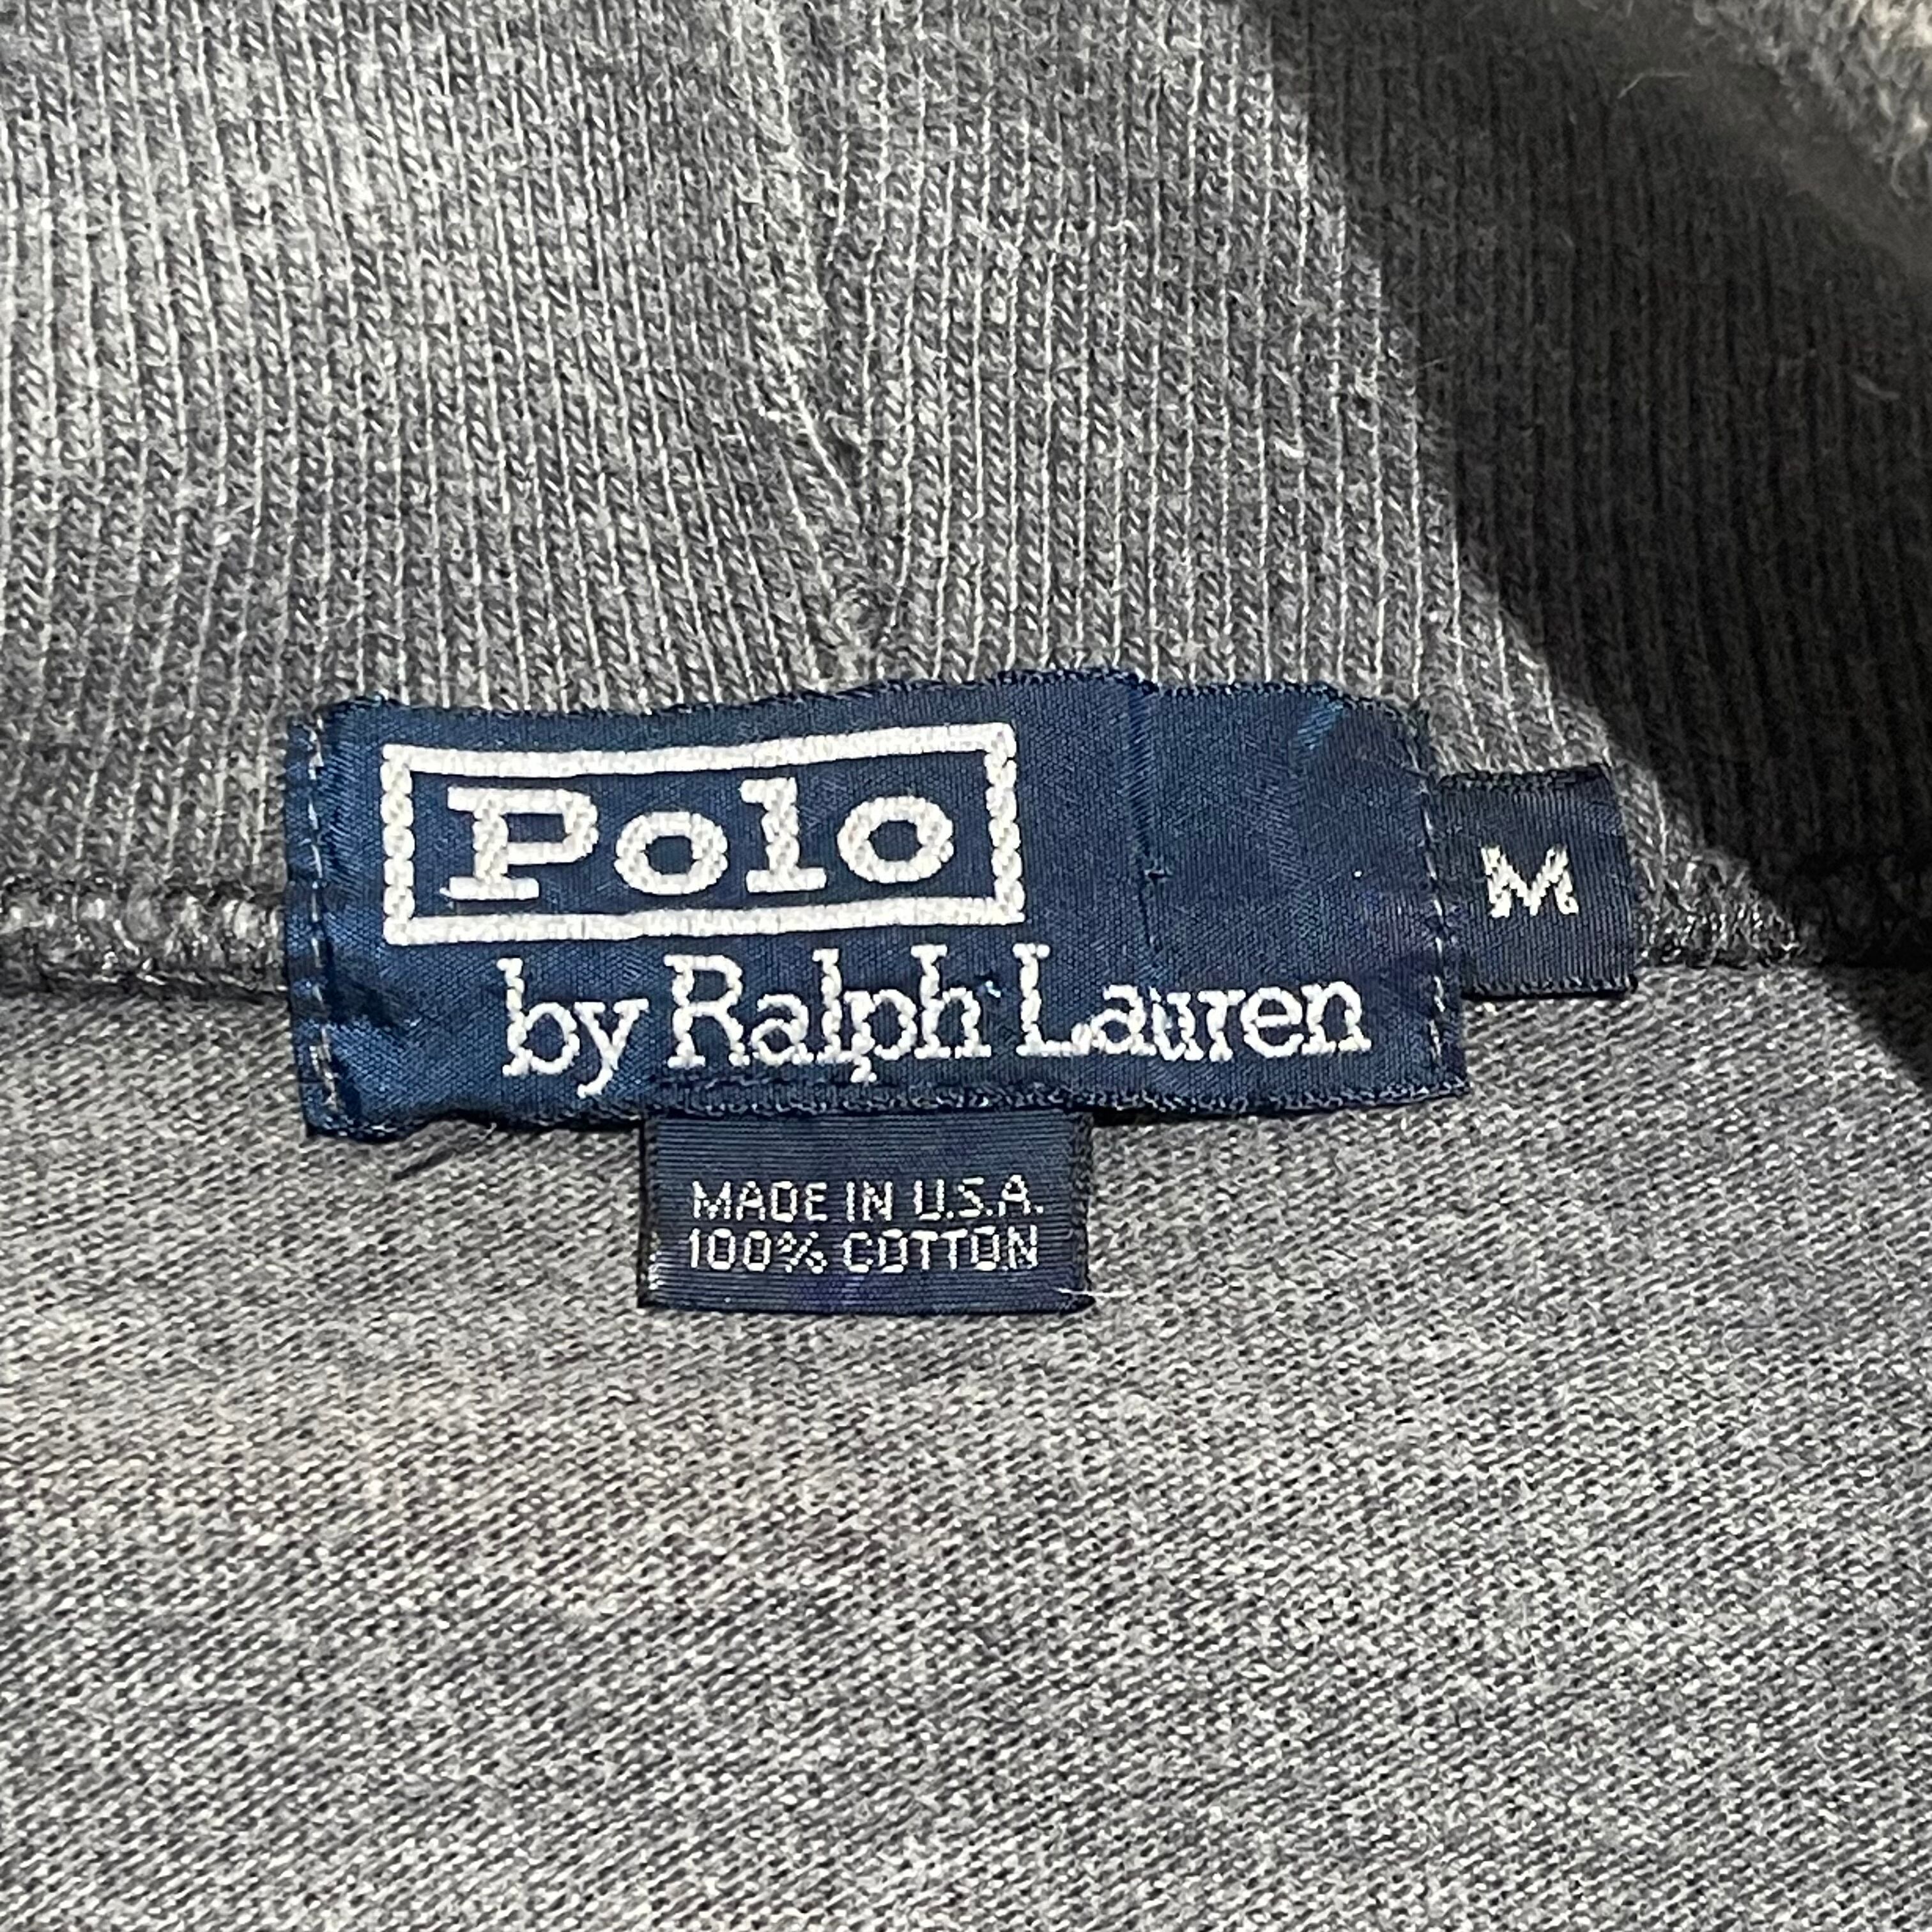 Polo
by Ralph Lauren
M
MADE IN U.S.A.
100% COTTON